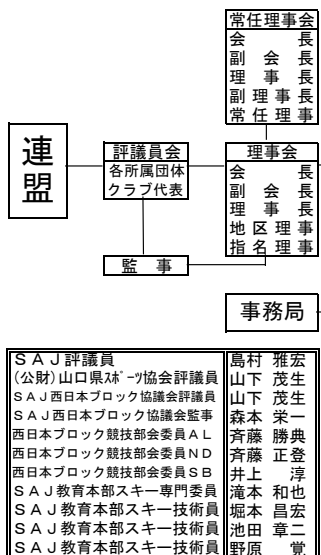 常任理事会
会長
副会長
理事長
副理事長
常任理事
連盟
評議員会
各所属団体
クラブ代表
理事会
会長
副会長
理事長
地区理事
指名理事
監事
事務局
ＳＡＪ評議員 島村 雅宏
(公財)山口県ｽﾎﾟｰﾂ協会評議員 山下 茂生
ＳＡＪ西日本ブロック協議会評議員 山下 茂生
ＳＡＪ西日本ブロック協議会監事 森本 栄一
西日本ブロック競技部会委員ＡＬ 斉藤 勝典
西日本ブロック競技部会委員ＮＤ 斉藤 正登
西日本ブロック競技部会委員ＳＢ 井上 淳
ＳＡＪ教育本部スキー専門委員 滝本 和也
ＳＡＪ教育本部スキー技術員 堀本 昌宏
ＳＡＪ教育本部スキー技術員 池田 章二
ＳＡＪ教育本部スキー技術員 野原 覚